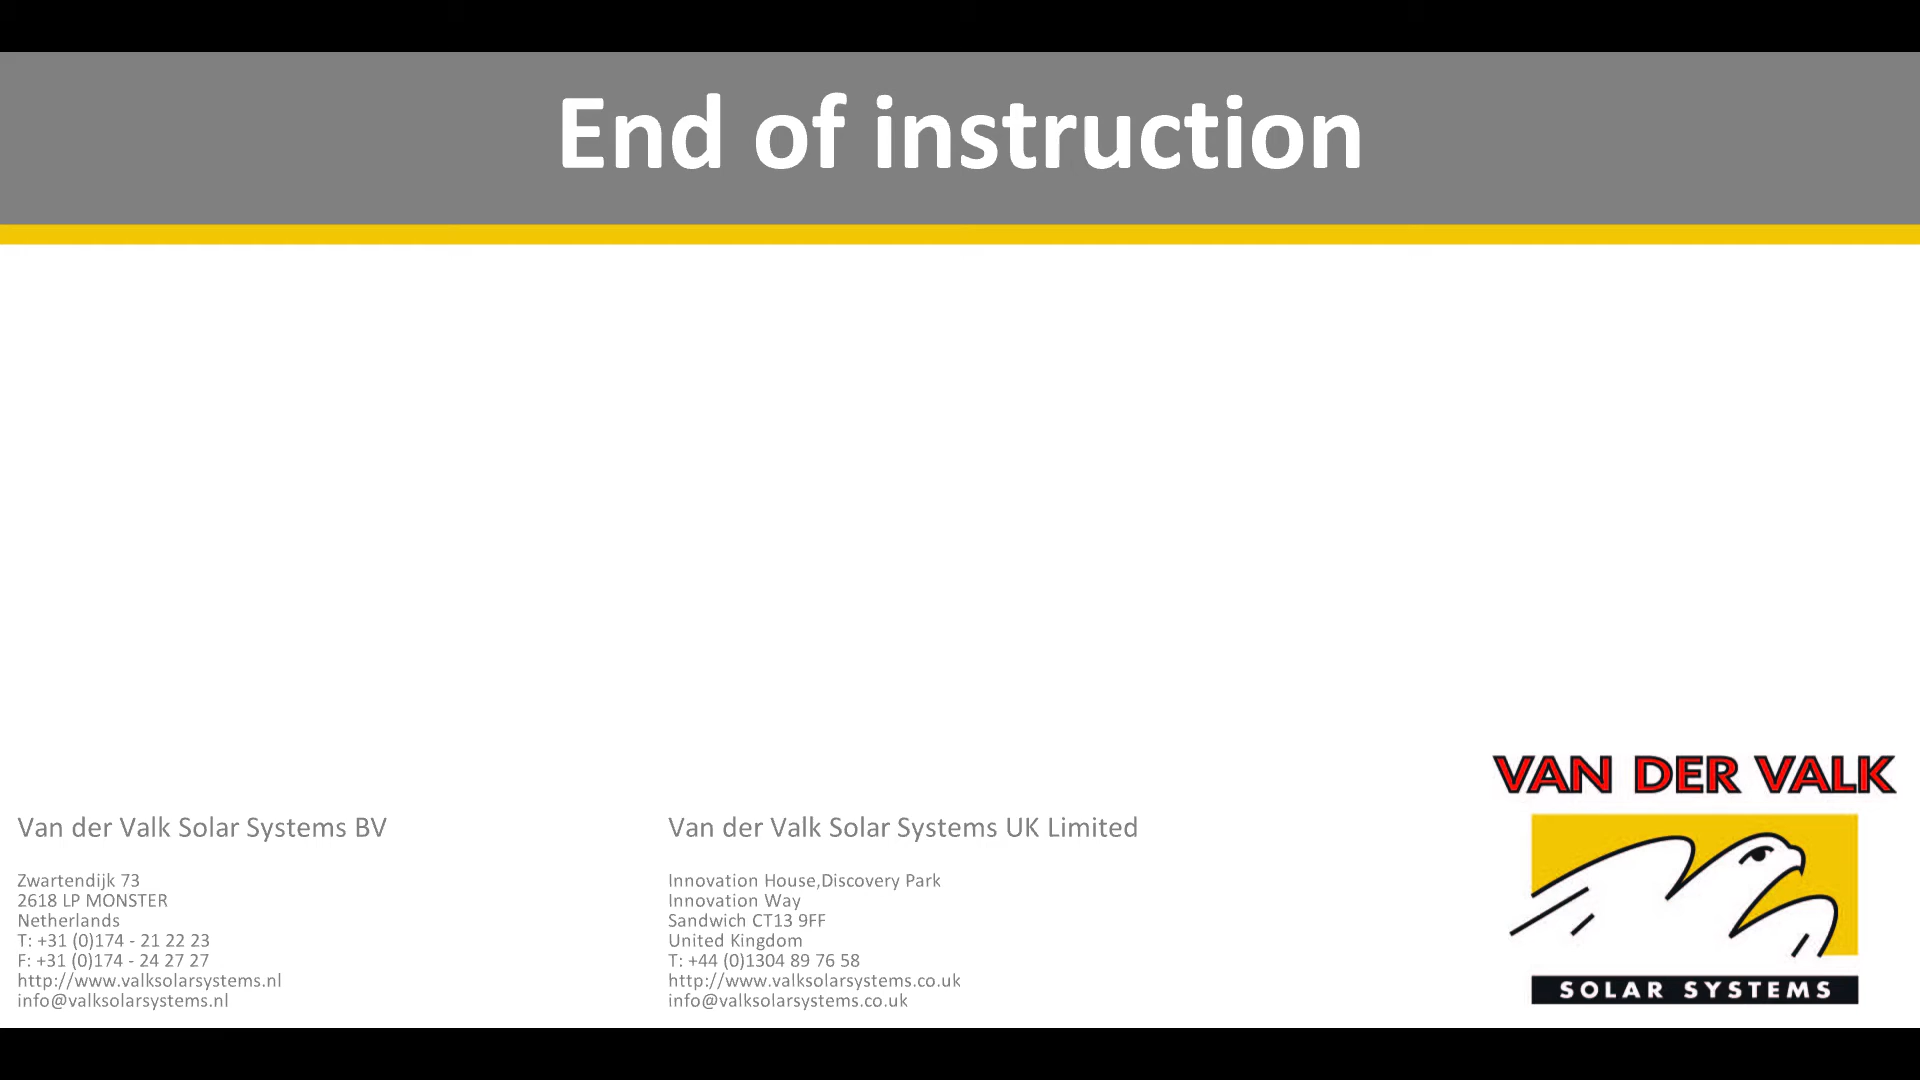 End of instruction
Van der Valk Solar Systems BV
Zwartendijk 73
2618 LP MONSTER
Netherlands
T: +31 (0)174 - 21 22 23
F: +31 (0)174 - 24 27 27
http://www.valksolarsystems.nl
info@valksolarsystems.nl
Van der Valk Solar Systems UK Limited
Innovation House,Discovery Park
Innovation Way
Sandwich CT13 9FF
United Kingdom
T: +44 (0)1304 89 76 58
http://www.valksolarsystems.co.uk
info@valksolarsystems.co.uk
VAN DER VALK
SOLAR SYSTEMS